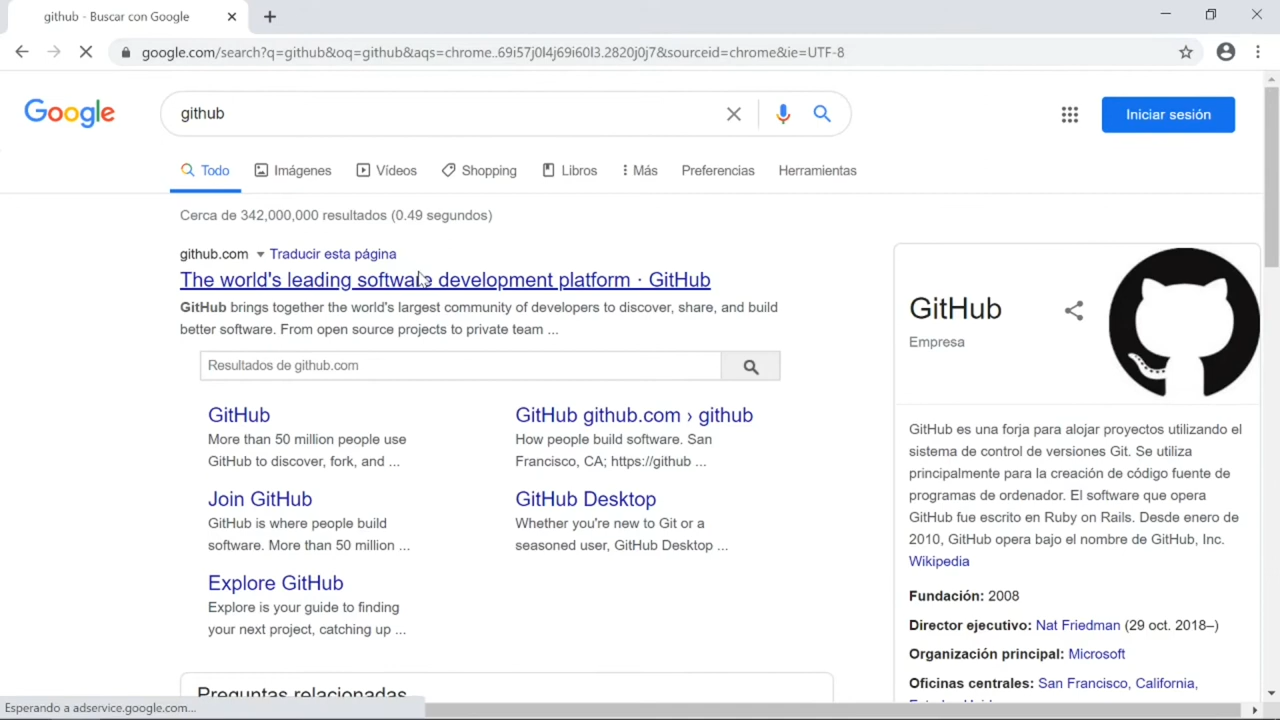 github - Buscar con Google
google.com/search?q=github&oq=github&aqs=chrome..69i57j0l4j69i60l3.2820j0j7&sourceid=chrome&ie=UTF-8
Google
github
Iniciar sesión
Todo Imágenes Vídeos Shopping Libros Más Preferencias Herramientas
Cerca de 342,000,000 resultados (0.49 segundos)
github.com Traducir esta página
The world's leading software development platform · GitHub
GitHub brings together the world's largest community of developers to discover, share, and build
better software. From open source projects to private team ...
Resultados de github.com
GitHub
More than 50 million people use
GitHub to discover, fork, and ...
GitHub github.com › github
How people build software. San
Francisco, CA; https://github ...
Join GitHub
GitHub is where people build
software. More than 50 million ...
GitHub Desktop
Whether you're new to Git or a
seasoned user, GitHub Desktop ...
Explore GitHub
Explore is your guide to finding
your next project, catching up ...
Preguntas relacionadas
GitHub
Empresa
GitHub es una forja para alojar proyectos utilizando el
sistema de control de versiones Git. Se utiliza
principalmente para la creación de código fuente de
programas de ordenador. El software que opera
GitHub fue escrito en Ruby on Rails. Desde enero de
2010, GitHub opera bajo el nombre de GitHub, Inc.
Wikipedia
Fundación: 2008
Director ejecutivo: Nat Friedman (29 oct. 2018–)
Organización principal: Microsoft
Oficinas centrales: San Francisco, California,
Esperando a adservice.google.com...